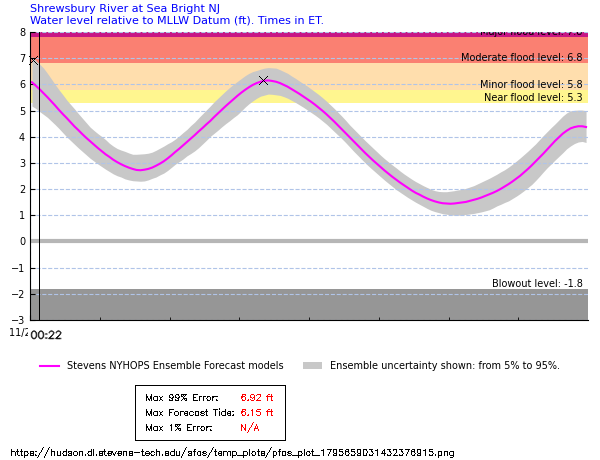 Shrewsbury River at Sea Bright NJ
Water level relative to MLLW Datum (ft). Times in ET.
8
7
Moderate flood level: 6.8
6
Minor flood level: 5.8
Near flood level: 5.3
5
4
3
2
1
0
−1
Blowout level: -1.8
−2
−3
00:22
Stevens NYHOPS Ensemble Forecast models
Ensemble uncertainty shown: from 5% to 95%.
Max 99% Error: 6.92 ft
Max Forecast Tide: 6.15 ft
Max 1% Error: N/A
https://hudson.dl.stevens-tech.edu/sfas/temp_plots/pfas_plot_1795659031432376915.png